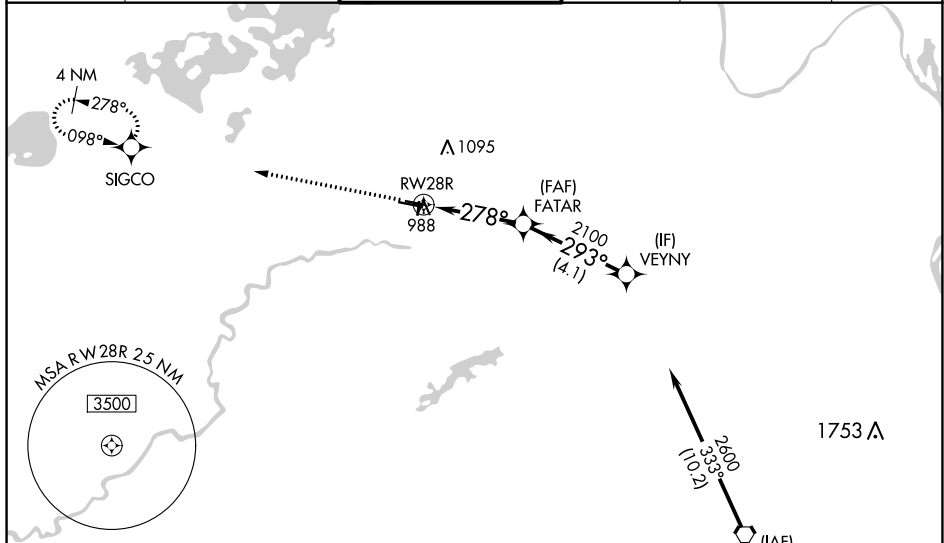 4 NM
278°
098°
SIGCO
1095
RW28R
988
278°
(FAF)
FATAR
2100
293°
(4.1)
(IF)
VEYNY
MSA RW28R 25 NM
3500
2600
333°
(10.2)
1753
(IAF)